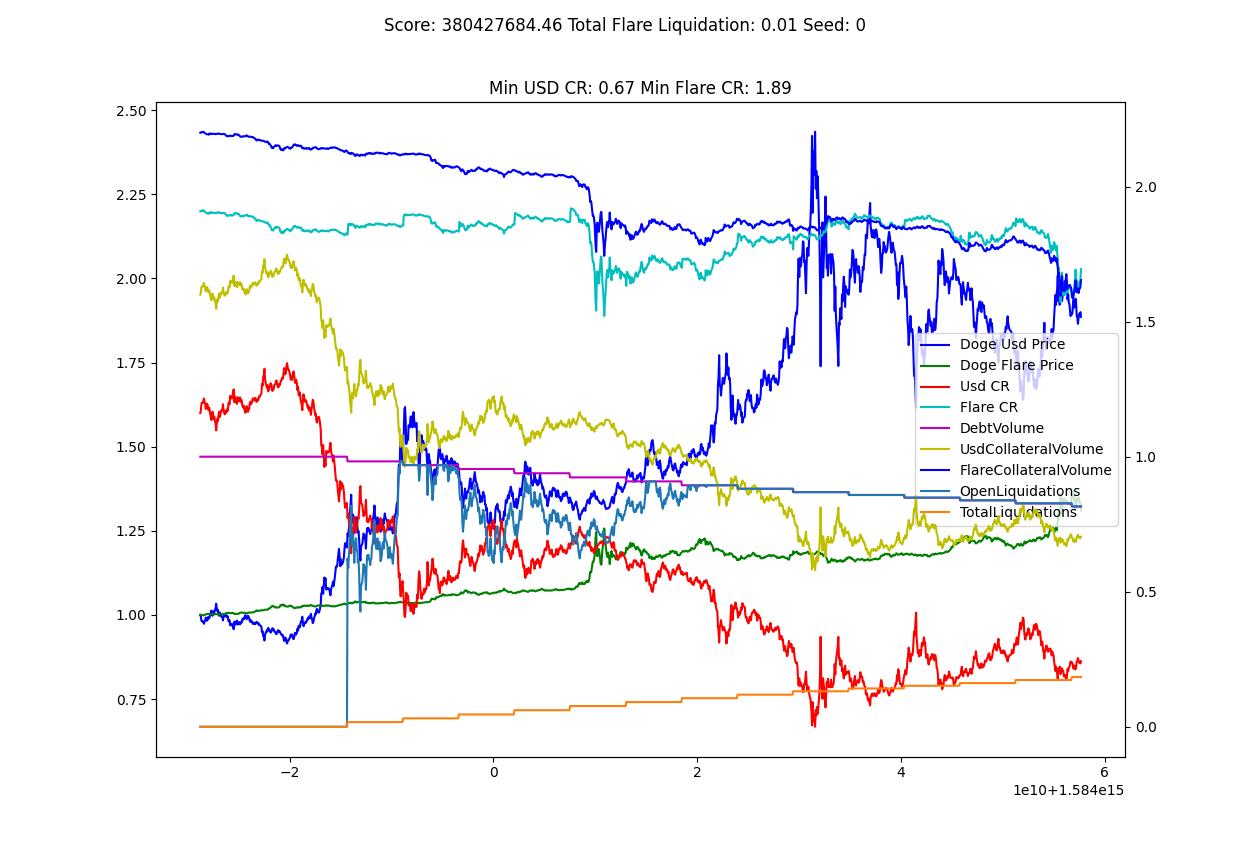 Score: 380427684.46 Total Flare Liquidation: 0.01 Seed: 0
Min USD CR: 0.67 Min Flare CR: 1.89
2.50
2.25
2.00
1.75
1.50
1.25
1.00
0.75
2.0
1.5
1.0
0.5
0.0
Doge Usd Price
Doge Flare Price
Usd CR
Flare CR
DebtVolume
UsdCollateralVolume
FlareCollateralVolume
OpenLiquidations
TotalLiquidations
−2 0 2 4 6
1e10+1.584e15